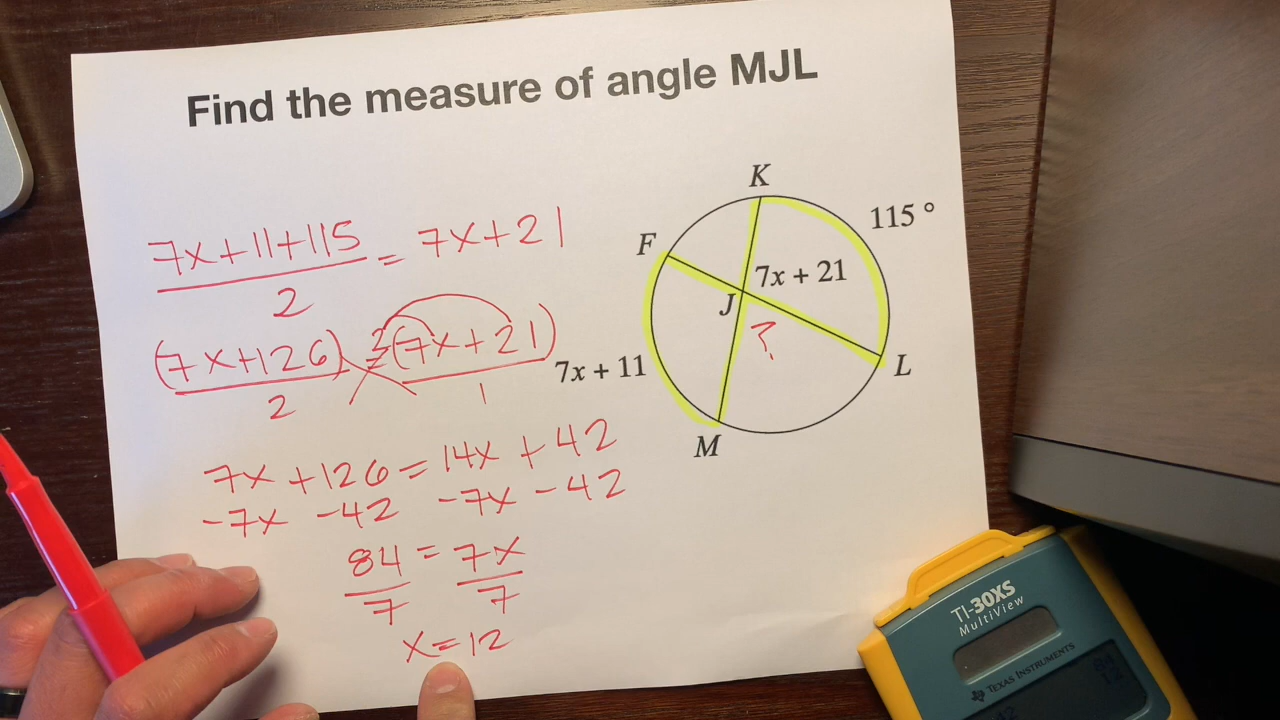 Find the measure of angle MJL
K
115 °
F
7x + 21
J
?
7x + 11
L
M
7x+11+115 = 7x+21
2
(7x+126) = 2(7x+21)
2 1
7x +126 = 14x + 42
-7x -42 -7x -42
84 = 7x
7 7
x=12
TI-30XS
MultiView
TEXAS INSTRUMENTS